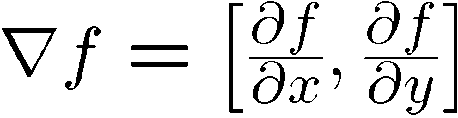 ∇f = [∂f/∂x, ∂f/∂y]